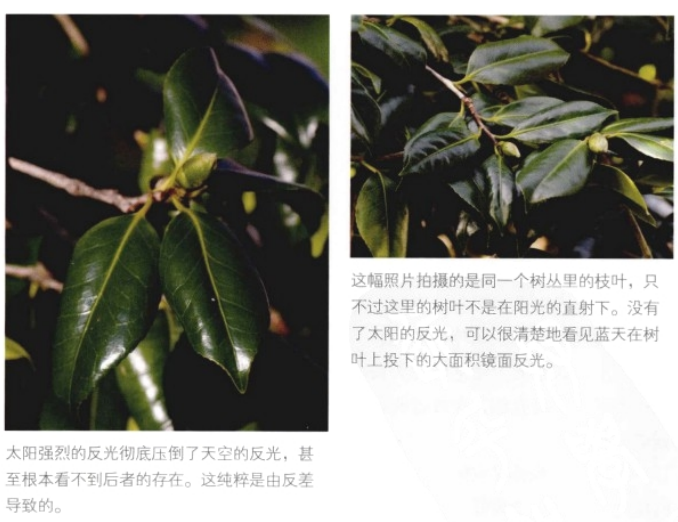 太阳强烈的反光彻底压倒了天空的反光，甚
至根本看不到后者的存在。这纯粹是由反差
导致的。
这幅照片拍摄的是同一个树丛里的枝叶，只
不过这里的树叶不是在阳光的直射下。没有
了太阳的反光，可以很清楚地看见蓝天在树
叶上投下的大面积镜面反光。